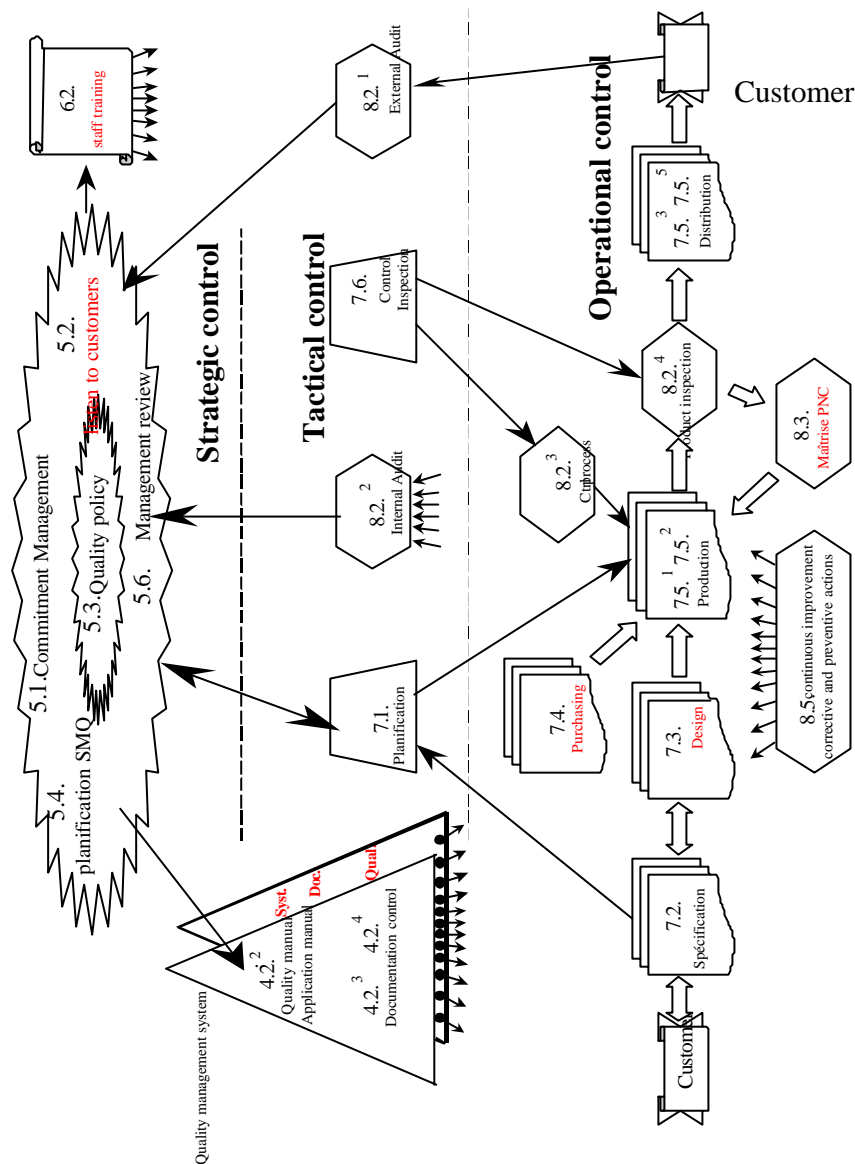 6.2.
staff training
5.2.
listen to customers
5.1.Commitment Management
5.3.Quality policy
5.6. Management review
5.4.
planification SMQ
Strategic control
8.2.1
External Audit
Tactical control
7.6.
Control
Inspection
8.2.2
Internal Audit
8.2.3
Ctrprocess
7.1.
Planification
Quality management system
Syst.
Doc.
Qual.
4.2.2
Quality manual
Application manual
4.2.3 4.2.4
Documentation control
Operational control
Customer
7.2.
Spécification
7.3.
Design
7.4.
Purchasing
7.5.1 7.5.2
Production
8.2.4
Product inspection
8.3.
Maîtrise PNC
7.5.3 7.5.5
Distribution
Customer
8.5.continuous improvement
corrective and preventive actions